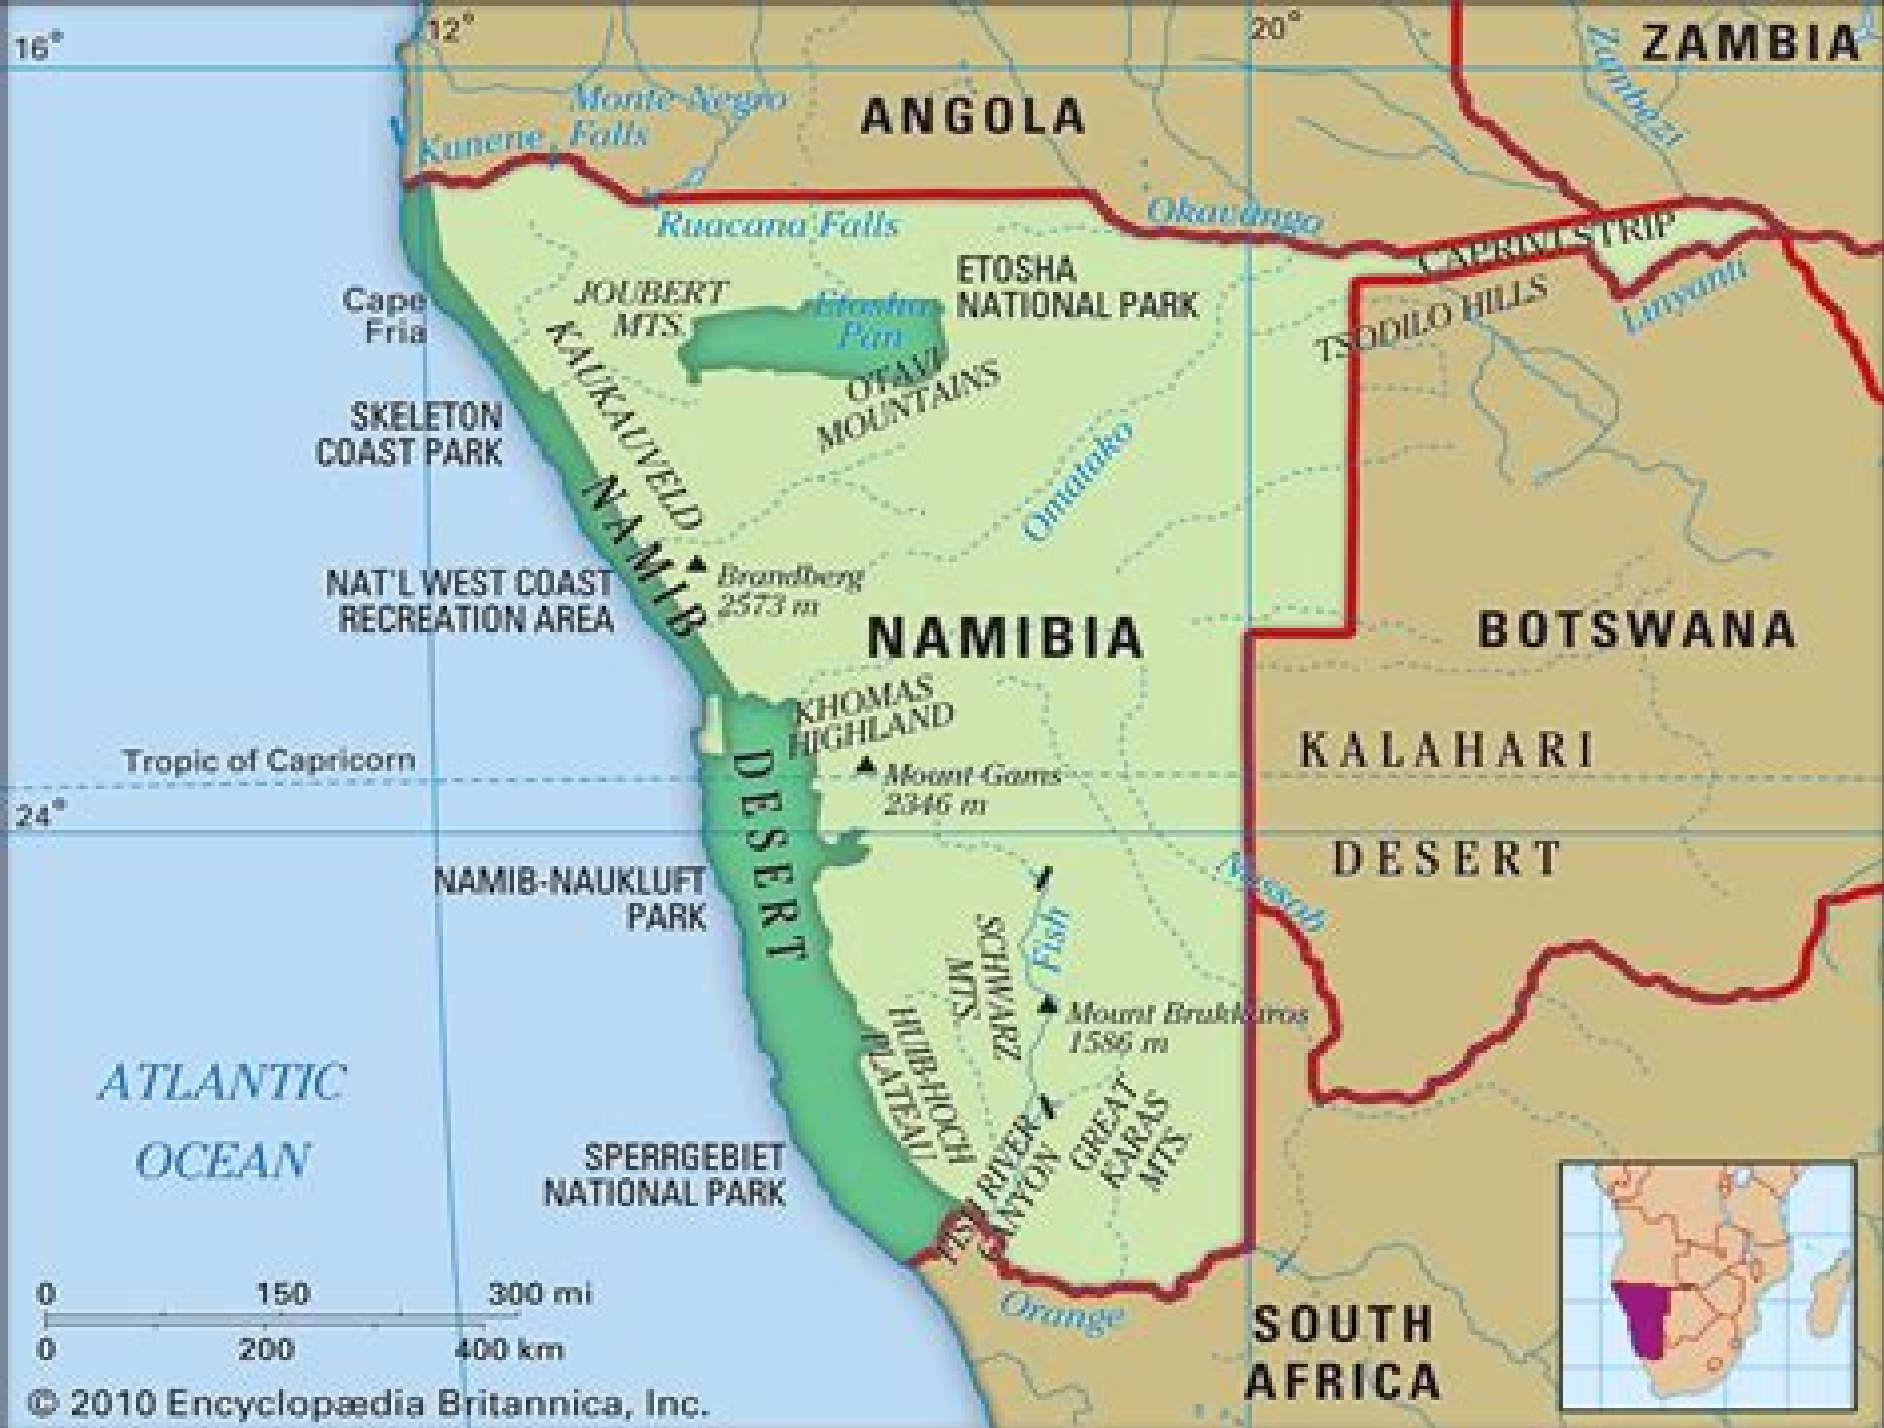 12°
20°
16°
ZAMBIA
Zambezi
ANGOLA
Monte Negro
Falls
Kunene
Ruacana Falls
Okavango
CAPRIVI STRIP
Linyanti
ETOSHA
NATIONAL PARK
JOUBERT
MTS.
Etosha
Pan
Cape
Fria
TSODILO HILLS
KAUKAUVELD
OTAVI
MOUNTAINS
SKELETON
COAST PARK
Omatako
NAMIB
NAT'L WEST COAST
RECREATION AREA
Brandberg
2573 m
NAMIBIA
BOTSWANA
KHOMAS
HIGHLAND
KALAHARI
Tropic of Capricorn
DESERT
Mount Gams
2346 m
24°
DESERT
Nossob
NAMIB-NAUKLUFT
PARK
Fish
SCHWARZ
MTS.
Mount Brukkaros
1586 m
HUIB-HOCH
PLATEAU
ATLANTIC
OCEAN
GREAT
KARAS
MTS.
FISH RIVER
CANYON
SPERRGEBIET
NATIONAL PARK
Orange
SOUTH
AFRICA
0 150 300 mi
0 200 400 km
© 2010 Encyclopædia Britannica, Inc.